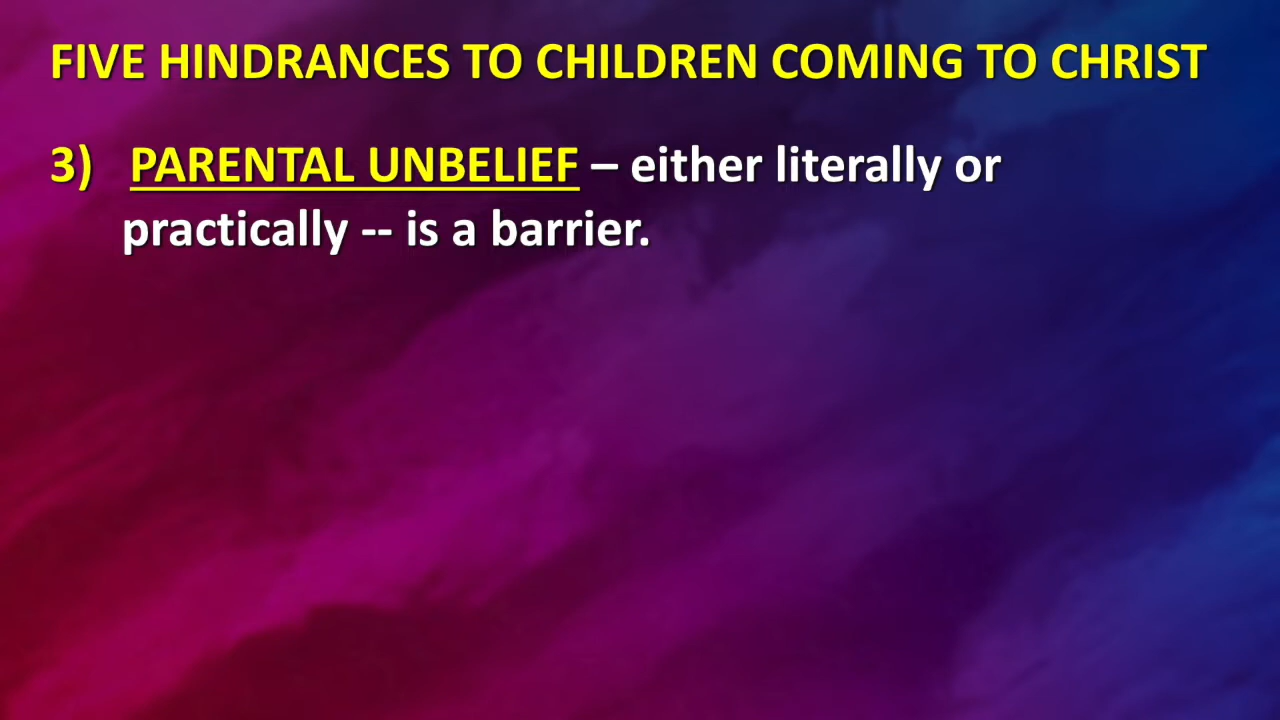 FIVE HINDRANCES TO CHILDREN COMING TO CHRIST
3) PARENTAL UNBELIEF – either literally or
practically -- is a barrier.